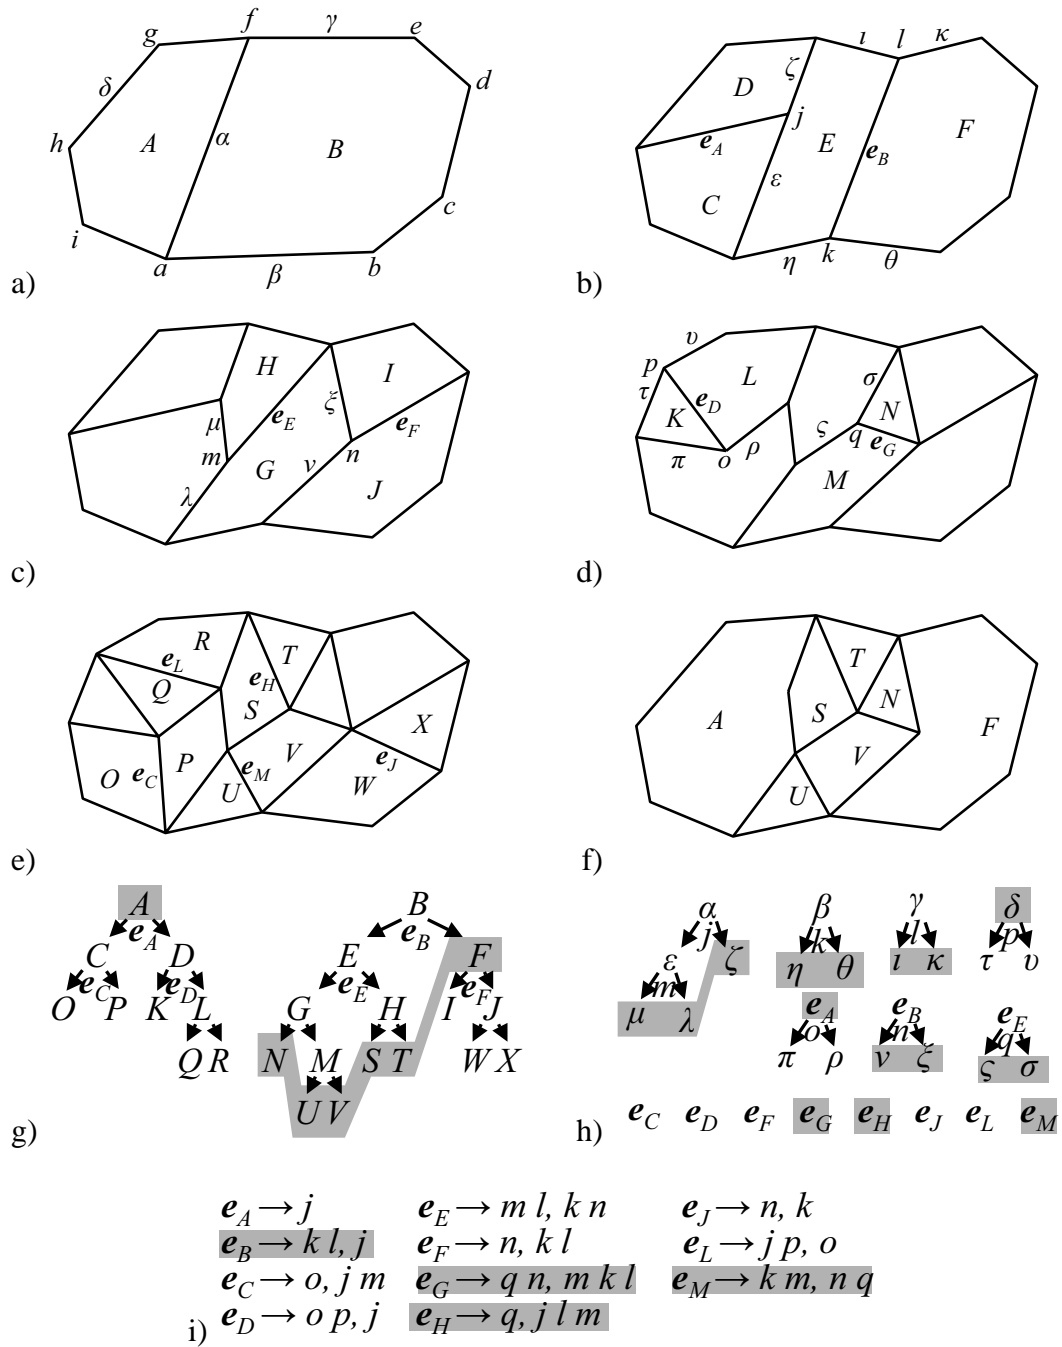 f γ e
g
δ d
h A α B
c
i
a β b
a)
ι l κ
D ζ
j E F
e_A e_B
C ε
η k θ
b)
H I
ξ
μ e_E e_F
m G ν n
λ J
c)
υ
p L σ
τ e_D N
K ς q e_G
π o ρ
M
d)
R T
e_L e_H
Q S
V X
P e_M e_J
O e_C U W
e)
T
A S N F
V
U
f)
A B
e_A e_B
C D E F
e_C e_D e_E e_F
O P K L G H I J
Q R N M S T W X
U V
g)
α β γ δ
j k l p
ε ζ η θ ι κ τ υ
m e_A e_B e_E
μ λ o n q
π ρ ν ξ ς σ
e_C e_D e_F e_G e_H e_J e_L e_M
h)
e_A → j e_E → m l, k n e_J → n, k
e_B → k l, j e_F → n, k l e_L → j p, o
e_C → o, j m e_G → q n, m k l e_M → k m, n q
e_D → o p, j e_H → q, j l m
i)